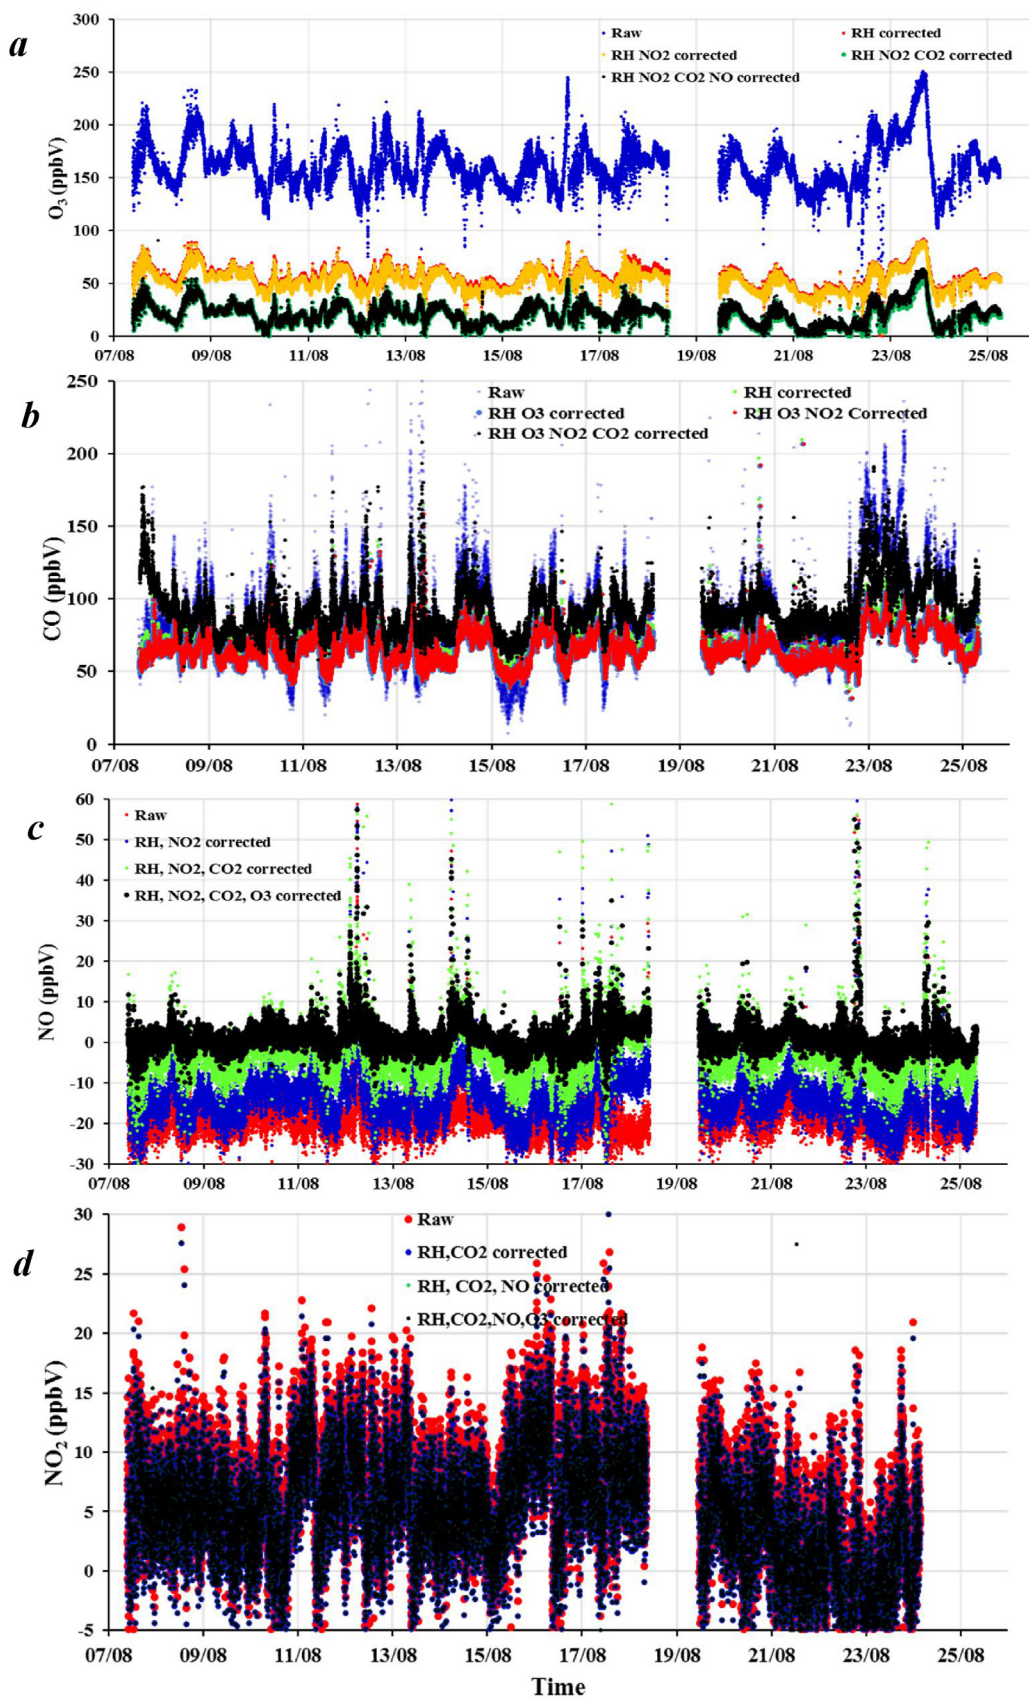 a
300
250
200
150
100
50
0
O3 (ppbV)
Raw
RH corrected
RH NO2 corrected
RH NO2 CO2 corrected
RH NO2 CO2 NO corrected
07/08 09/08 11/08 13/08 15/08 17/08 19/08 21/08 23/08 25/08
b
250
200
150
100
50
0
CO (ppbV)
Raw
RH corrected
RH O3 corrected
RH O3 NO2 Corrected
RH O3 NO2 CO2 corrected
07/08 09/08 11/08 13/08 15/08 17/08 19/08 21/08 23/08 25/08
c
60
50
40
30
20
10
0
-10
-20
-30
NO (ppbV)
Raw
RH, NO2 corrected
RH, NO2, CO2 corrected
RH, NO2, CO2, O3 corrected
07/08 09/08 11/08 13/08 15/08 17/08 19/08 21/08 23/08 25/08
d
30
25
20
15
10
5
0
-5
NO2 (ppbV)
Raw
RH,CO2 corrected
RH, CO2, NO corrected
RH,CO2,NO,O3 corrected
07/08 09/08 11/08 13/08 15/08 17/08 19/08 21/08 23/08 25/08
Time